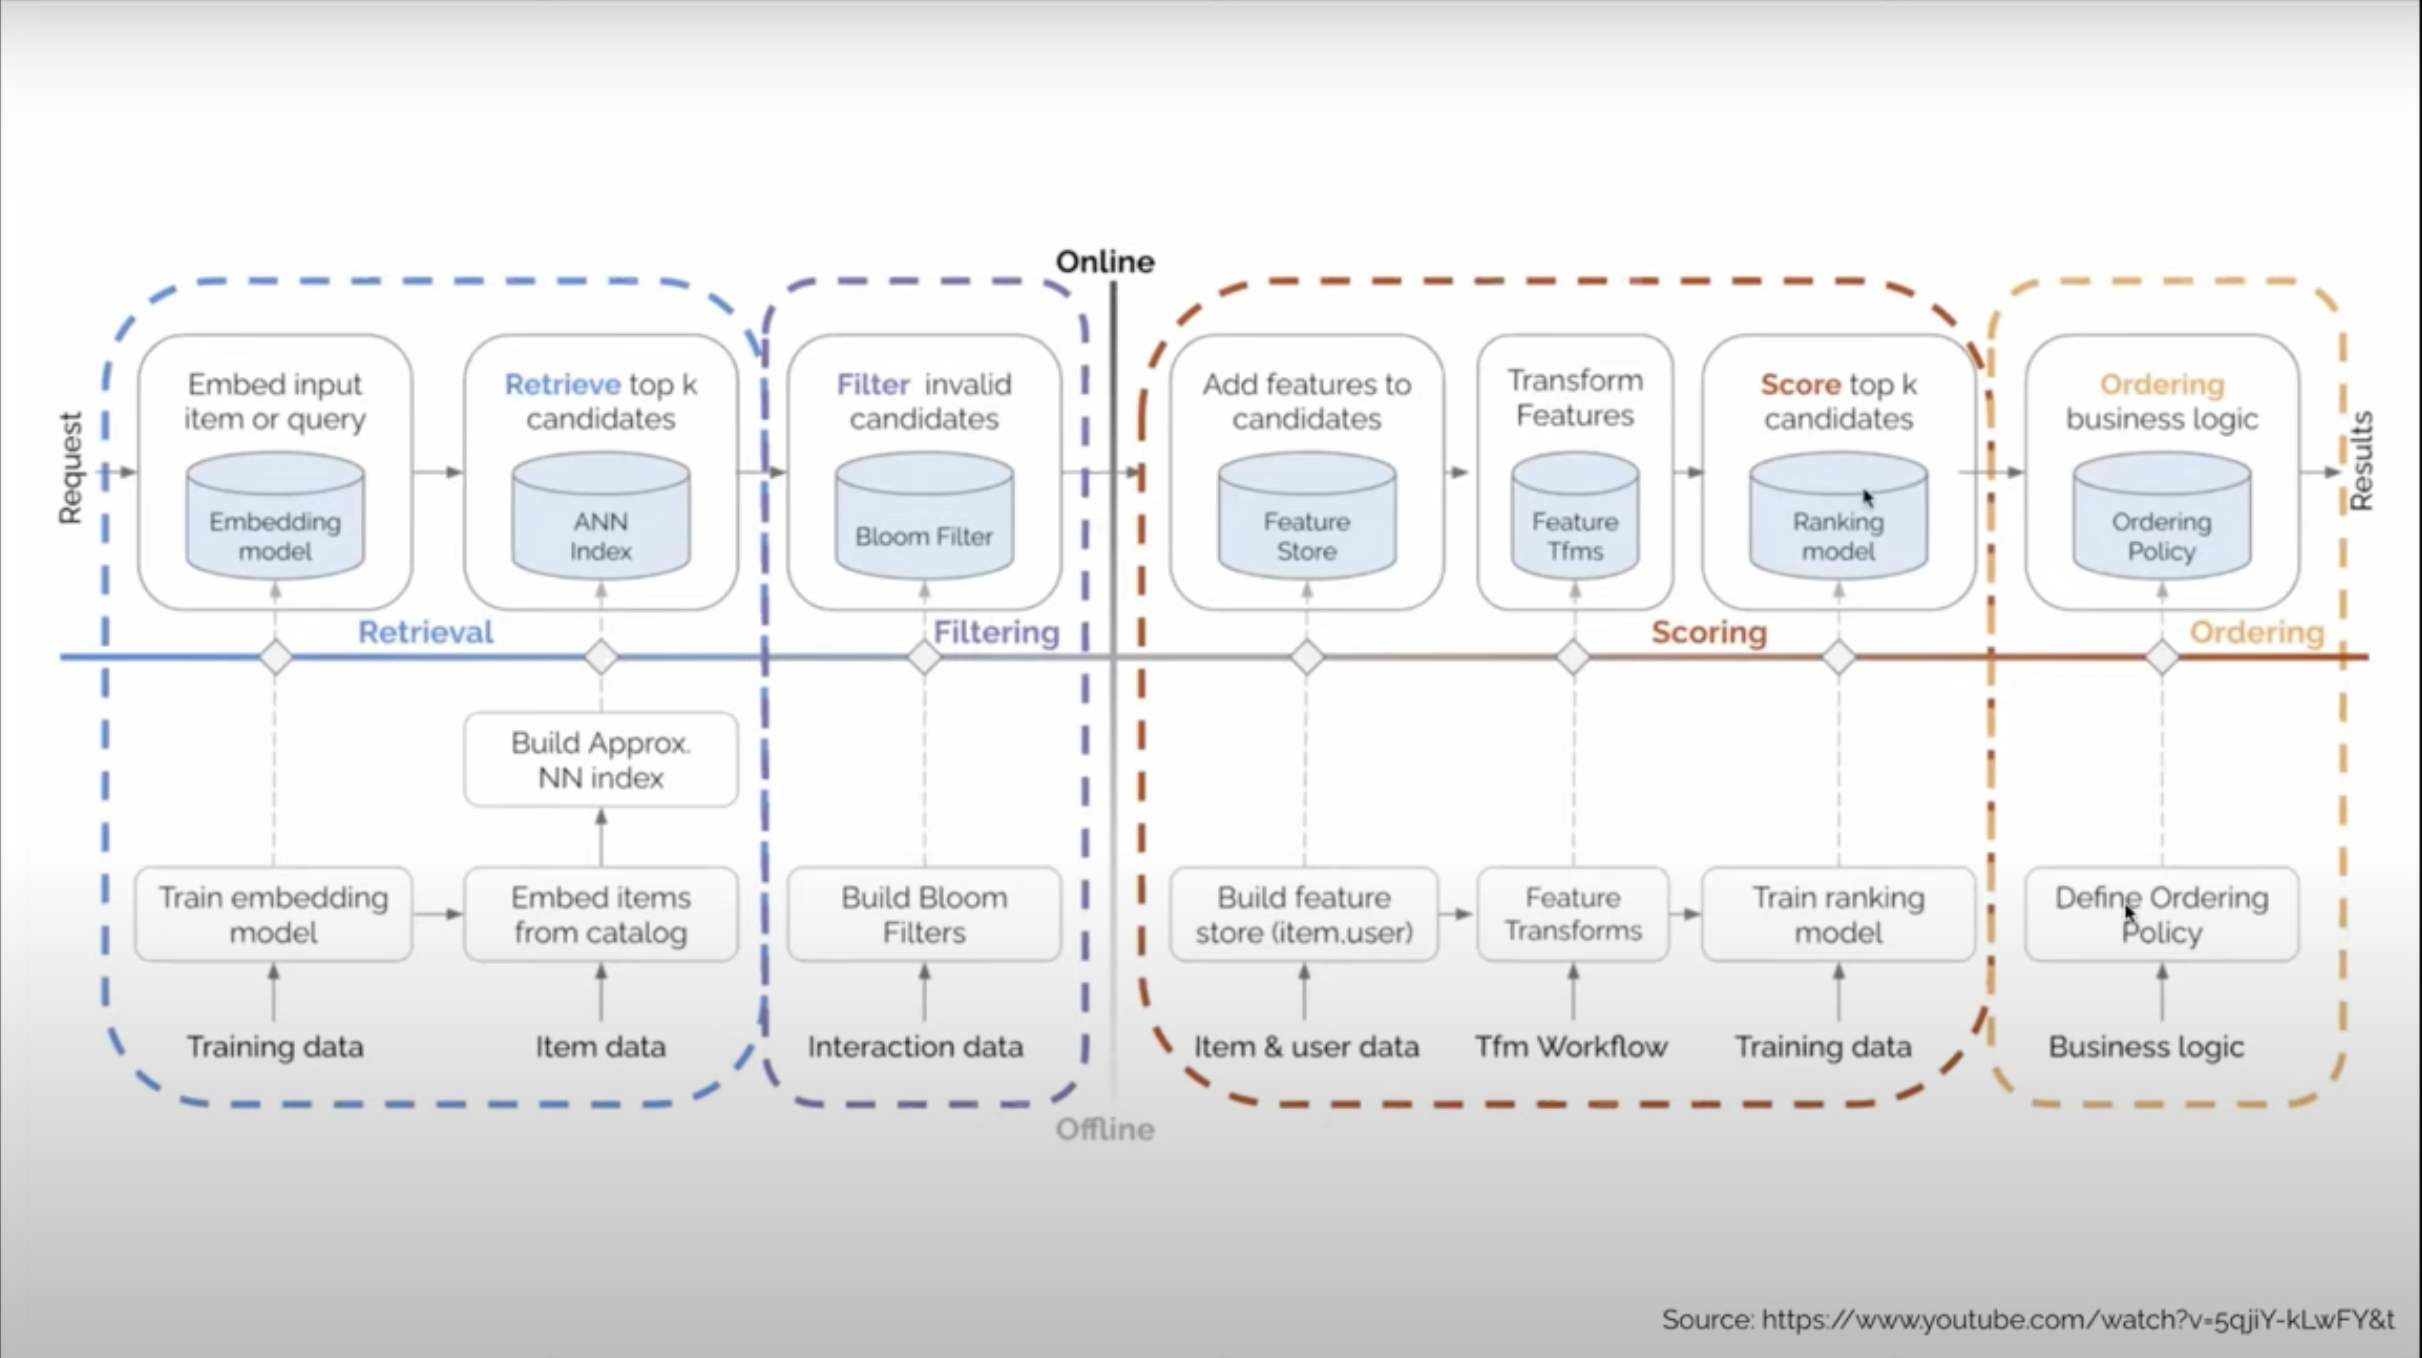 Online
Request
Embed input
item or query
Embedding
model
Retrieve top k
candidates
ANN
Index
Filter invalid
candidates
Bloom Filter
Add features to
candidates
Feature
Store
Transform
Features
Feature
Tfms
Score top k
candidates
Ranking
model
Ordering
business logic
Ordering
Policy
Results
Retrieval
Filtering
Scoring
Ordering
Build Approx.
NN index
Train embedding
model
Embed items
from catalog
Build Bloom
Filters
Build feature
store (item,user)
Feature
Transforms
Train ranking
model
Define Ordering
Policy
Training data
Item data
Interaction data
Item & user data
Tfm Workflow
Training data
Business logic
Offline
Source: https://www.youtube.com/watch?v=5qjiY-kLwFY&t